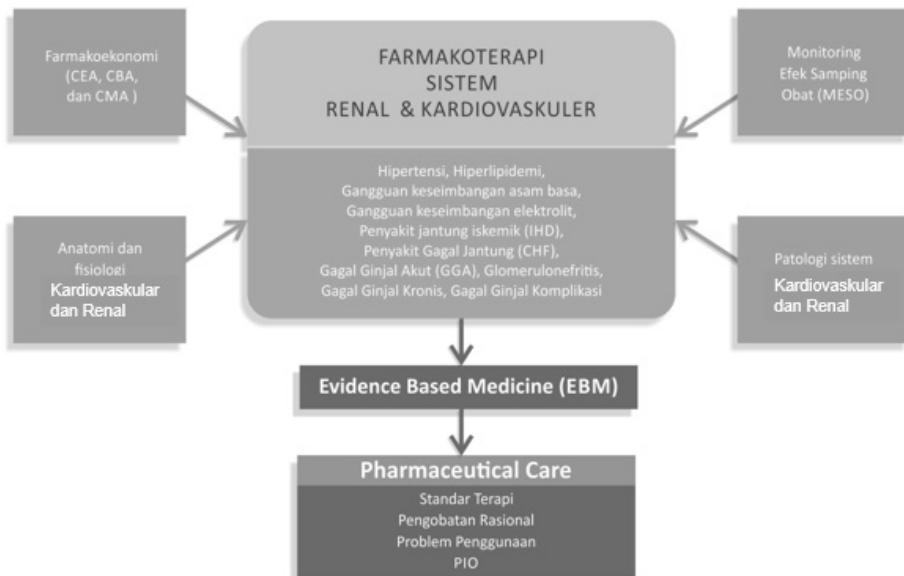 Farmakoekonomi
(CEA, CBA,
dan CMA )
FARMAKOTERAPI
SISTEM
RENAL & KARDIOVASKULER
Monitoring
Efek Samping
Obat (MESO)
Hipertensi, Hiperlipidemi,
Gangguan keseimbangan asam basa,
Gangguan keseimbangan elektrolit,
Penyakit jantung iskemik (IHD),
Penyakit Gagal Jantung (CHF),
Gagal Ginjal Akut (GGA), Glomerulonefritis,
Gagal Ginjal Kronis, Gagal Ginjal Komplikasi
Anatomi dan
fisiologi
Kardiovaskular
dan Renal
Patologi sistem
Kardiovaskular
dan Renal
Evidence Based Medicine (EBM)
Pharmaceutical Care
Standar Terapi
Pengobatan Rasional
Problem Penggunaan
PIO